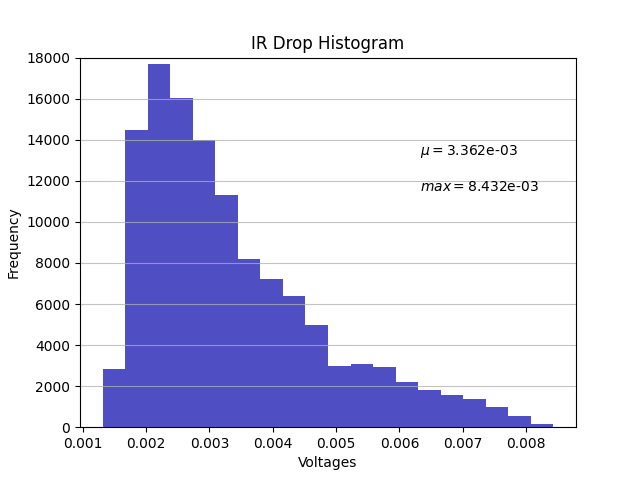 IR Drop Histogram
18000
16000
14000
12000
10000
8000
6000
4000
2000
0
Frequency
μ = 3.362e-03
max = 8.432e-03
0.001 0.002 0.003 0.004 0.005 0.006 0.007 0.008
Voltages